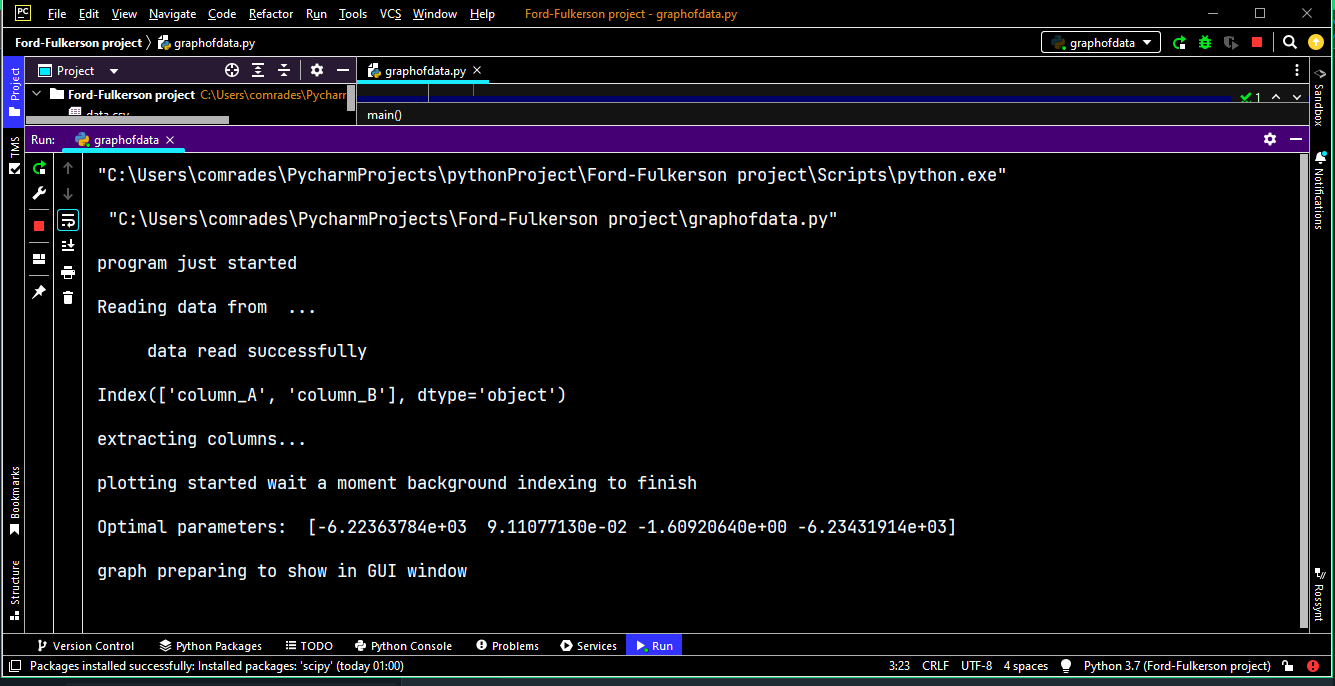 PC File Edit View Navigate Code Refactor Run Tools VCS Window Help Ford-Fulkerson project - graphofdata.py
Ford-Fulkerson project graphofdata.py graphofdata
Project graphofdata.py
Ford-Fulkerson project C:\Users\comrades\Pycharm
data.csv
1
main()
Run: graphofdata
"C:\Users\comrades\PycharmProjects\pythonProject\Ford-Fulkerson project\Scripts\python.exe"
"C:\Users\comrades\PycharmProjects\Ford-Fulkerson project\graphofdata.py"
program just started
Reading data from ...
data read successfully
Index(['column_A', 'column_B'], dtype='object')
extracting columns...
plotting started wait a moment background indexing to finish
Optimal parameters: [-6.22363784e+03 9.11077130e-02 -1.60920640e+00 -6.23431914e+03]
graph preparing to show in GUI window
Project
TMS
Bookmarks
Structure
Sandbox
Notifications
Rossynt
Version Control Python Packages TODO Python Console Problems Services Run
Packages installed successfully: Installed packages: 'scipy' (today 01:00) 3:23 CRLF UTF-8 4 spaces Python 3.7 (Ford-Fulkerson project)